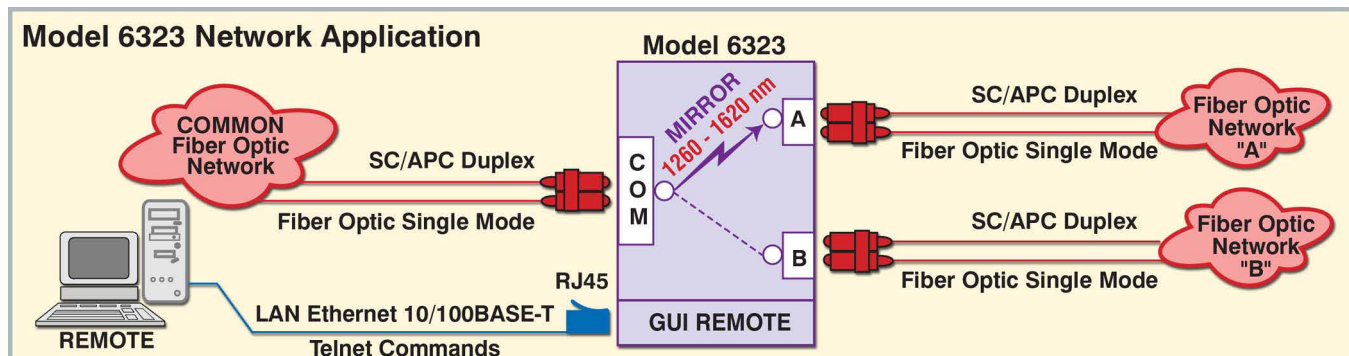 Model 6323 Network Application
Model 6323
COMMON
Fiber Optic
Network
SC/APC Duplex
Fiber Optic Single Mode
COM
MIRROR
1260 - 1620 nm
A
B
SC/APC Duplex
Fiber Optic Single Mode
Fiber Optic
Network
"A"
SC/APC Duplex
Fiber Optic Single Mode
Fiber Optic
Network
"B"
RJ45
LAN Ethernet 10/100BASE-T
Telnet Commands
REMOTE
GUI REMOTE